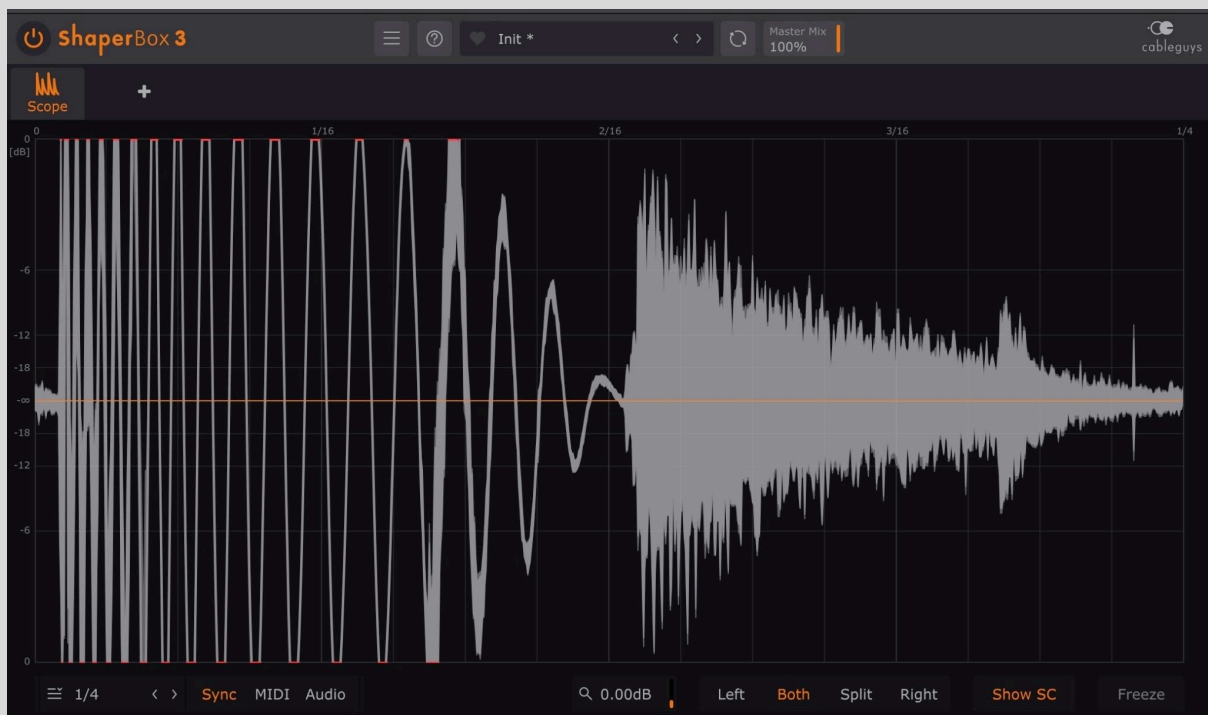 ShaperBox 3
Init *
Master Mix
100%
cableguys
Scope
0 1/16 2/16 3/16 1/4
0
[dB]
-6
-12
-18
-∞
-18
-12
-6
0
1/4
Sync MIDI Audio
0.00dB
Left Both Split Right
Show SC
Freeze